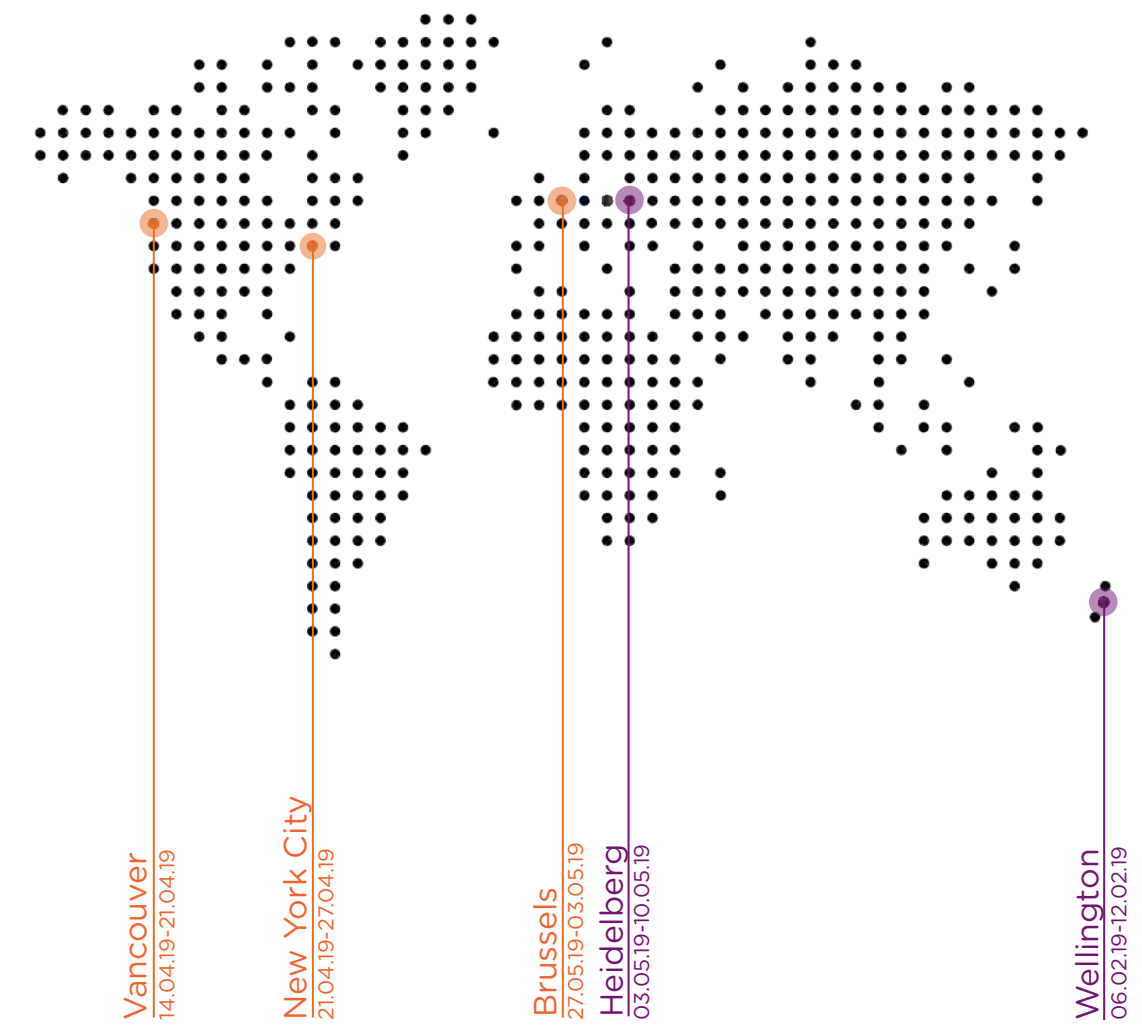 Vancouver
14.04.19-21.04.19
New York City
21.04.19-27.04.19
Brussels
27.05.19-03.05.19
Heidelberg
03.05.19-10.05.19
Wellington
06.02.19-12.02.19